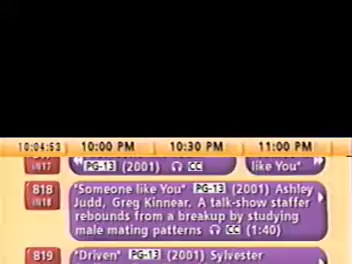 10:04:53 10:00 PM 10:30 PM 11:00 PM
IN17 PG-13 (2001) CC like You"
818 "Someone like You" PG-13 (2001) Ashley
IN18 Judd, Greg Kinnear. A talk-show staffer
rebounds from a breakup by studying
male mating patterns CC (1:40)
819 "Driven" PG-13 (2001) Sylvester